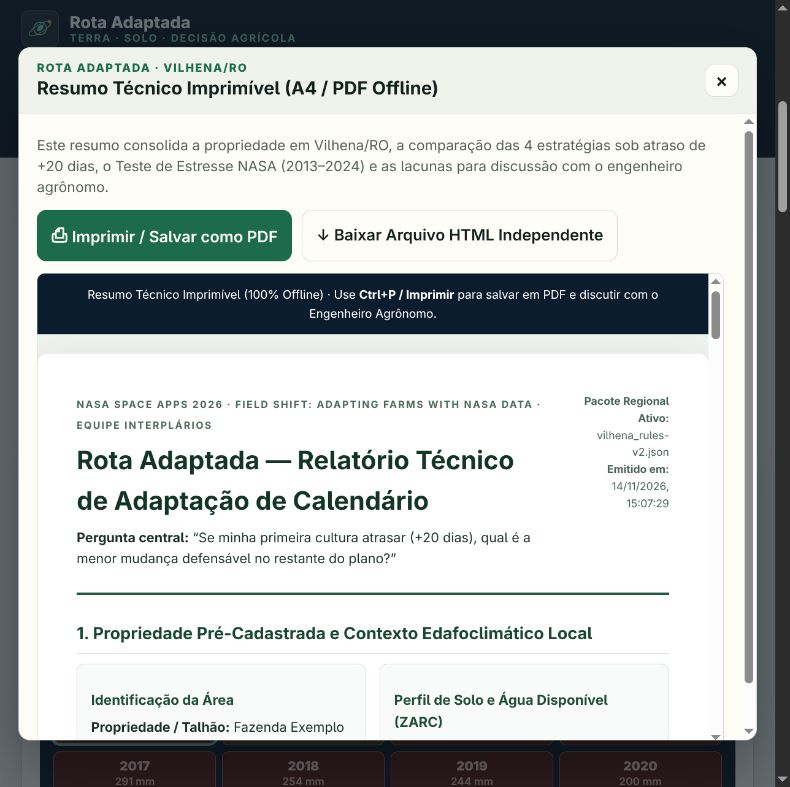 Rota Adaptada
TERRA · SOLO · DECISÃO AGRÍCOLA
ROTA ADAPTADA · VILHENA/RO
Resumo Técnico Imprimível (A4 / PDF Offline)
×
Este resumo consolida a propriedade em Vilhena/RO, a comparação das 4 estratégias sob atraso de
+20 dias, o Teste de Estresse NASA (2013–2024) e as lacunas para discussão com o engenheiro
agrônomo.
⎙ Imprimir / Salvar como PDF
↓ Baixar Arquivo HTML Independente
Resumo Técnico Imprimível (100% Offline) · Use Ctrl+P / Imprimir para salvar em PDF e discutir com o
Engenheiro Agrônomo.
NASA SPACE APPS 2026 · FIELD SHIFT: ADAPTING FARMS WITH NASA DATA ·
EQUIPE INTERPLÁRIOS
Rota Adaptada — Relatório Técnico
de Adaptação de Calendário
Pergunta central: “Se minha primeira cultura atrasar (+20 dias), qual é a
menor mudança defensável no restante do plano?”
Pacote Regional
Ativo:
vilhena_rules-
v2.json
Emitido em:
14/11/2026,
15:07:29
1. Propriedade Pré-Cadastrada e Contexto Edafoclimático Local
Identificação da Área
Propriedade / Talhão: Fazenda Exemplo
Perfil de Solo e Água Disponível
(ZARC)
2017
291 mm
2018
254 mm
2019
244 mm
2020
200 mm